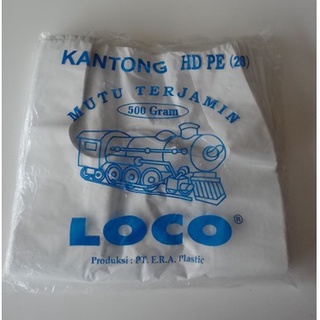 KANTONG HD PE (28)
MUTU TERJAMIN
500 Gram
LOCO ®
Produksi : PT. E.R.A. Plastic